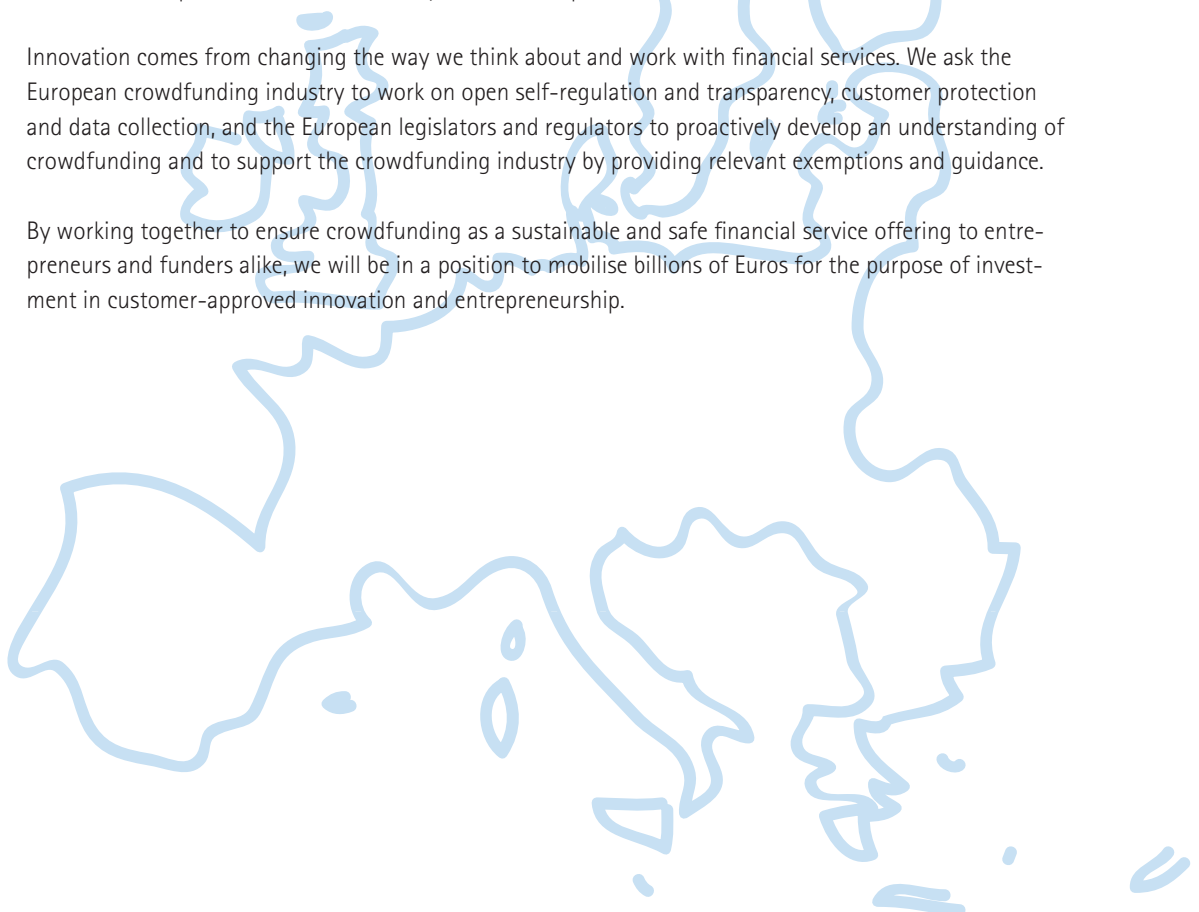 Innovation comes from changing the way we think about and work with financial services. We ask the
European crowdfunding industry to work on open self-regulation and transparency, customer protection
and data collection, and the European legislators and regulators to proactively develop an understanding of
crowdfunding and to support the crowdfunding industry by providing relevant exemptions and guidance.
By working together to ensure crowdfunding as a sustainable and safe financial service offering to entre-
preneurs and funders alike, we will be in a position to mobilise billions of Euros for the purpose of invest-
ment in customer-approved innovation and entrepreneurship.